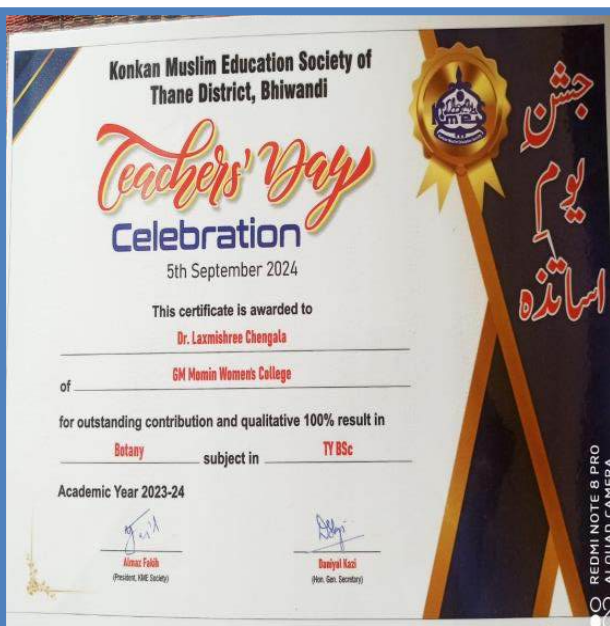 Konkan Muslim Education Society of
Thane District, Bhiwandi
Teachers' Day
Celebration
5th September 2024
This certificate is awarded to
Dr. Laxmishree Chengala
of GM Momin Women's College
for outstanding contribution and qualitative 100% result in
Botany subject in TY BSc
Academic Year 2023-24
Almaz Fakih
(President, KME Society)
Daniyal Kazi
(Hon. Gen. Secretary)
جشنِ
یومِ
اساتذہ
REDMI NOTE 8 PRO
AI QUAD CAMERA